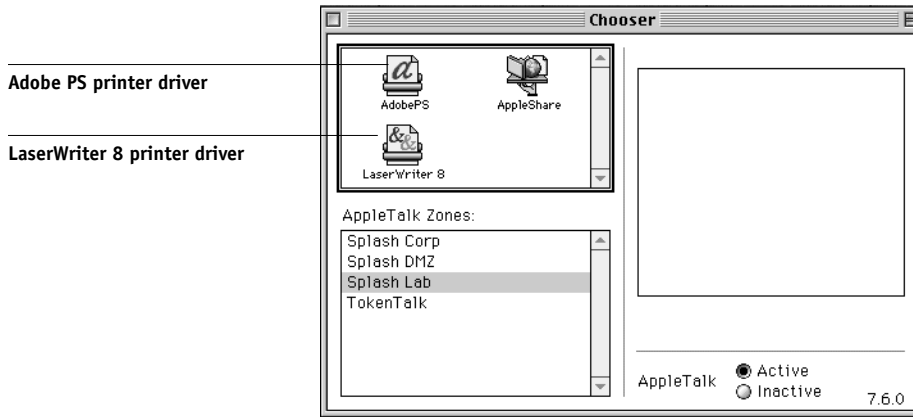 Chooser
Adobe PS printer driver
AdobePS
AppleShare
LaserWriter 8 printer driver
LaserWriter 8
AppleTalk Zones:
Splash Corp
Splash DMZ
Splash Lab
TokenTalk
AppleTalk
Active
Inactive
7.6.0